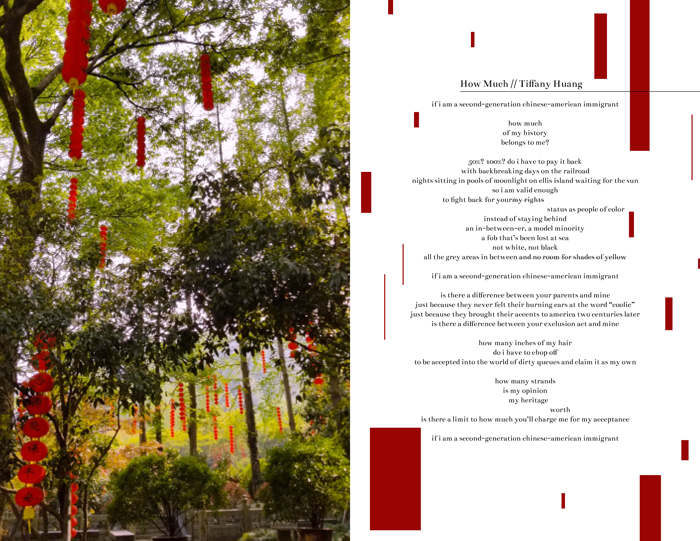 How Much // Tiffany Huang
if i am a second-generation chinese-american immigrant
how much
of my history
belongs to me?
50%? 100%? do i have to pay it back
with backbreaking days on the railroad
nights sitting in pools of moonlight on ellis island waiting for the sun
so i am valid enough
to fight back for yourmy rights
status as people of color
instead of staying behind
an in-between-er, a model minority
a fob that's been lost at sea
not white, not black
all the grey areas in between and no room for shades of yellow
if i am a second-generation chinese-american immigrant
is there a difference between your parents and mine
just because they never felt their burning ears at the word “coolie”
just because they brought their accents to america two centuries later
is there a difference between your exclusion act and mine
how many inches of my hair
do i have to chop off
to be accepted into the world of dirty queues and claim it as my own
how many strands
is my opinion
my heritage
worth
is there a limit to how much you'll charge me for my acceptance
if i am a second-generation chinese-american immigrant